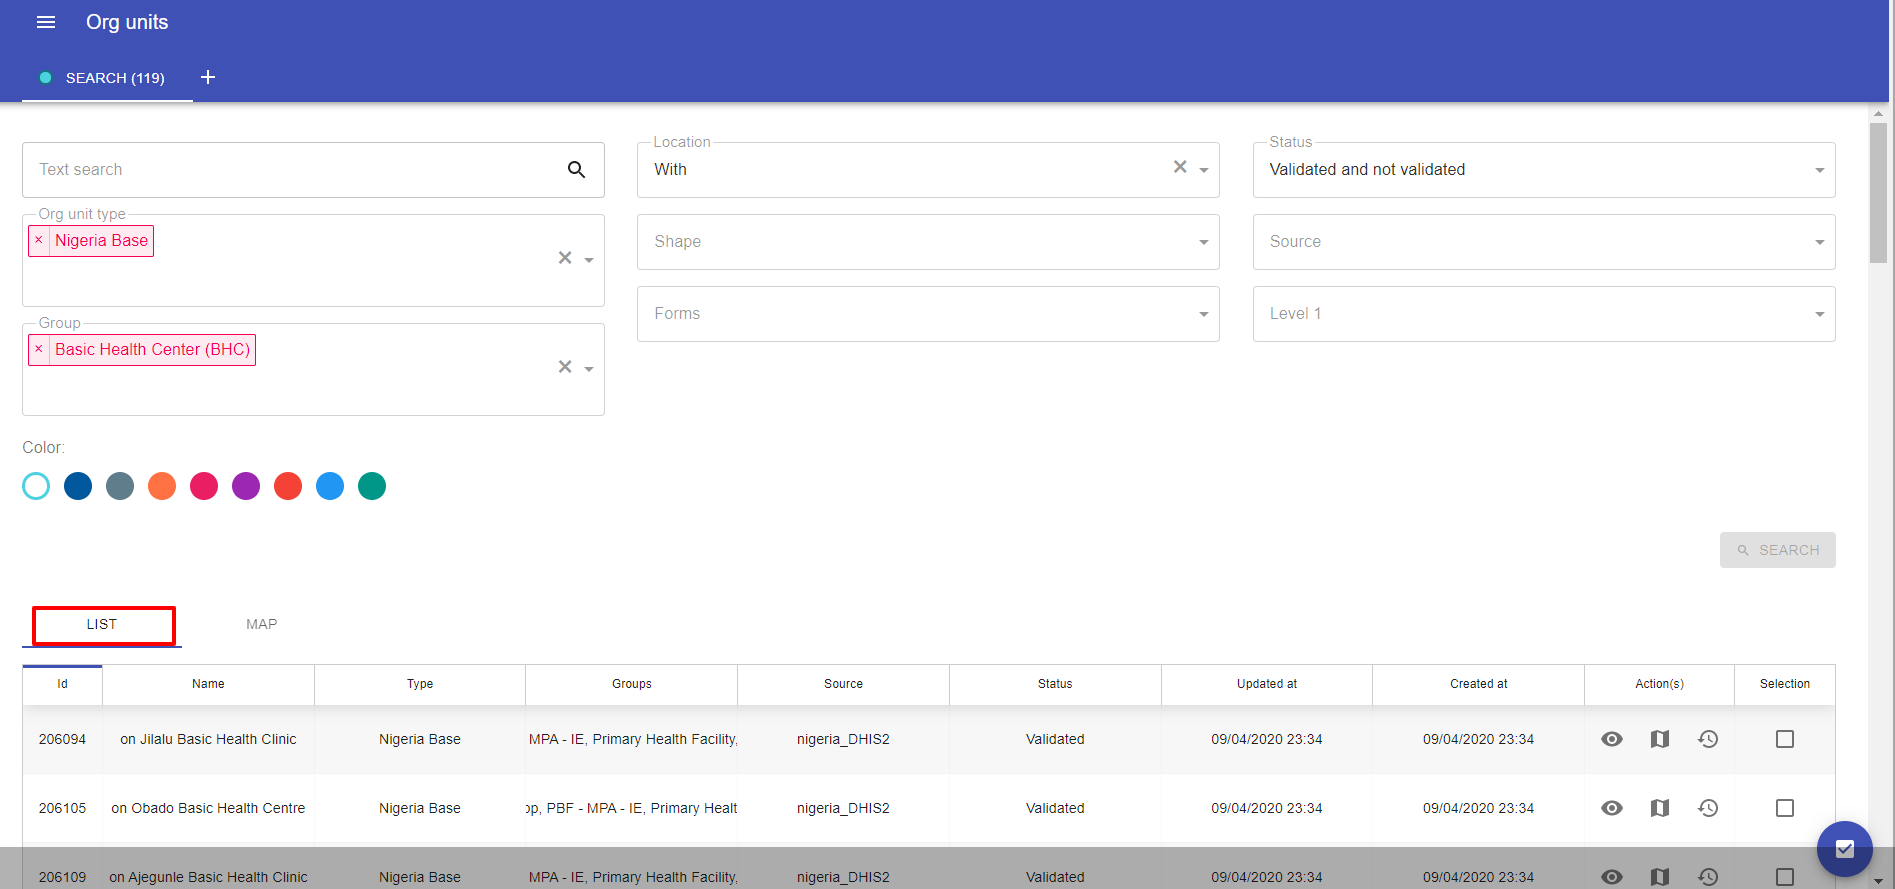 Org units
SEARCH (119) +
Text search
Location
With
Status
Validated and not validated
Org unit type
× Nigeria Base
Shape
Source
Group
× Basic Health Center (BHC)
Forms
Level 1
Color:
SEARCH
LIST MAP
Id Name Type Groups Source Status Updated at Created at Action(s) Selection
206094 on Jilalu Basic Health Clinic Nigeria Base MPA - IE, Primary Health Facility, nigeria_DHIS2 Validated 09/04/2020 23:34 09/04/2020 23:34
206105 on Obado Basic Health Centre Nigeria Base op, PBF - MPA - IE, Primary Healt nigeria_DHIS2 Validated 09/04/2020 23:34 09/04/2020 23:34
206109 on Ajegunle Basic Health Clinic Nigeria Base MPA - IE, Primary Health Facility, nigeria_DHIS2 Validated 09/04/2020 23:34 09/04/2020 23:34